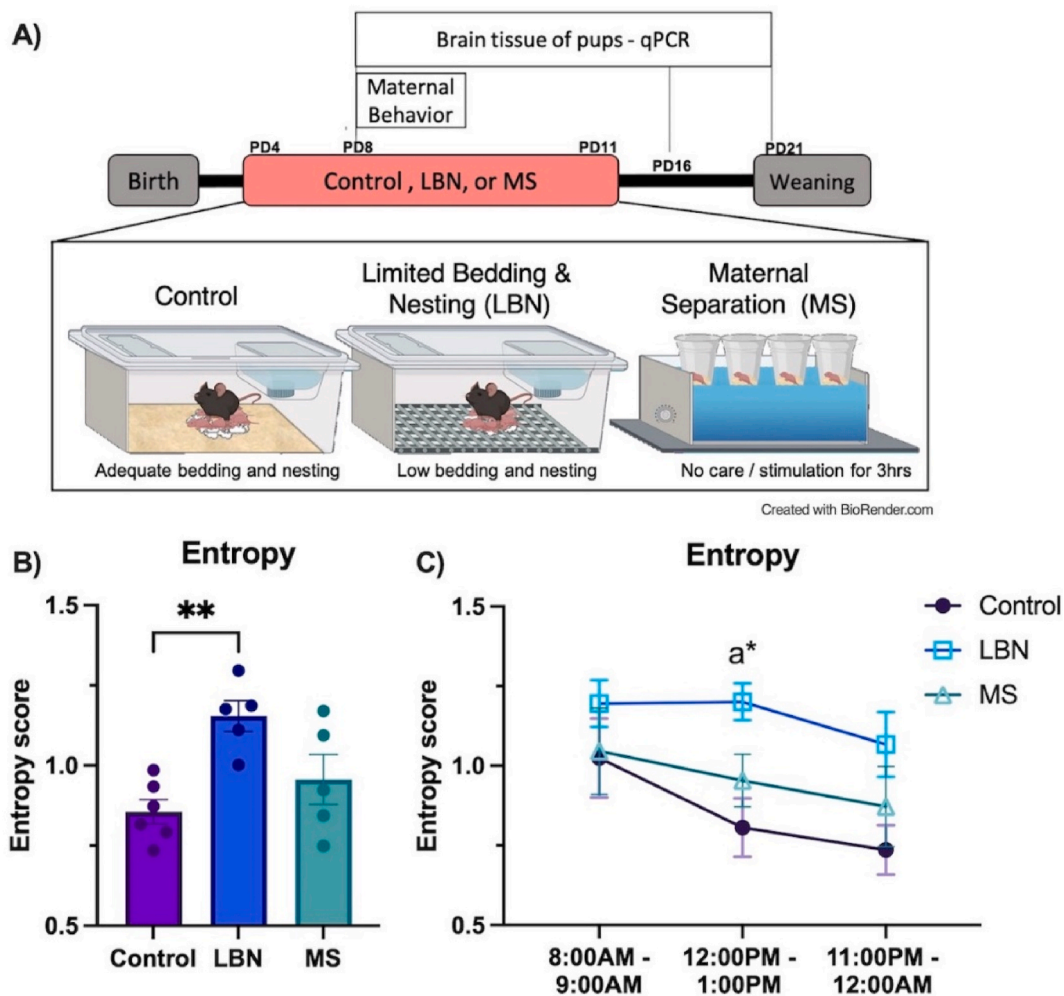 A)
Brain tissue of pups - qPCR
Maternal
Behavior
PD4
PD8
PD11
PD16
PD21
Birth
Control , LBN, or MS
Weaning
Control
Limited Bedding &
Nesting (LBN)
Maternal
Separation (MS)
Adequate bedding and nesting
Low bedding and nesting
No care / stimulation for 3hrs
Created with BioRender.com
B)
Entropy
**
Entropy score
1.5
1.0
0.5
Control
LBN
MS
C)
Entropy
a*
Entropy score
1.5
1.0
0.5
8:00AM -
9:00AM
12:00PM -
1:00PM
11:00PM -
12:00AM
Control
LBN
MS